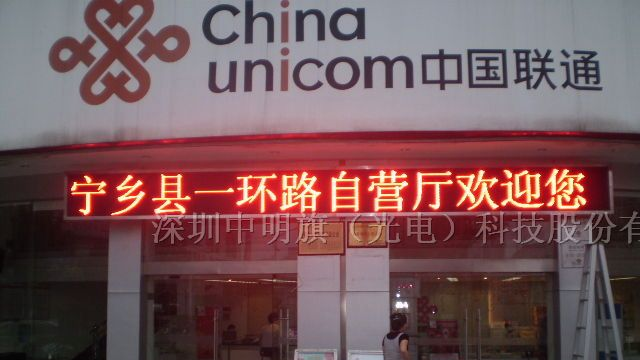 China
unicom中国联通
宁乡县一环路自营厅欢迎您
深圳中明旗（光电）科技股份有